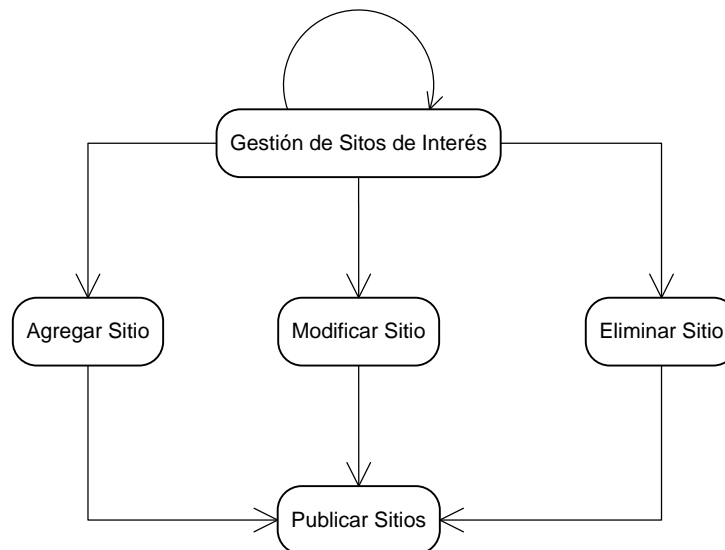 Gestión de Sitos de Interés
Agregar Sitio
Modificar Sitio
Eliminar Sitio
Publicar Sitios